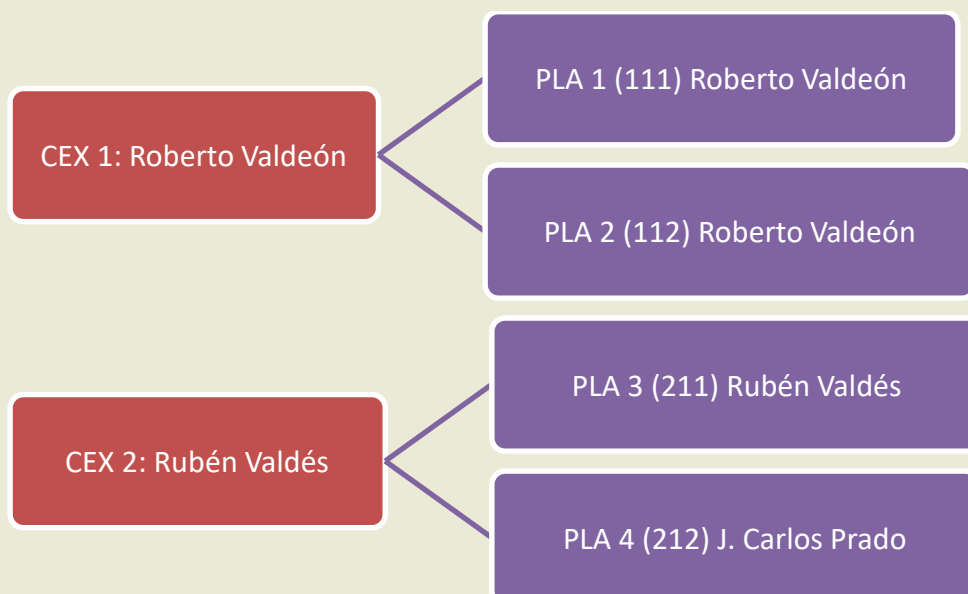 CEX 1: Roberto Valdeón
PLA 1 (111) Roberto Valdeón
PLA 2 (112) Roberto Valdeón
CEX 2: Rubén Valdés
PLA 3 (211) Rubén Valdés
PLA 4 (212) J. Carlos Prado